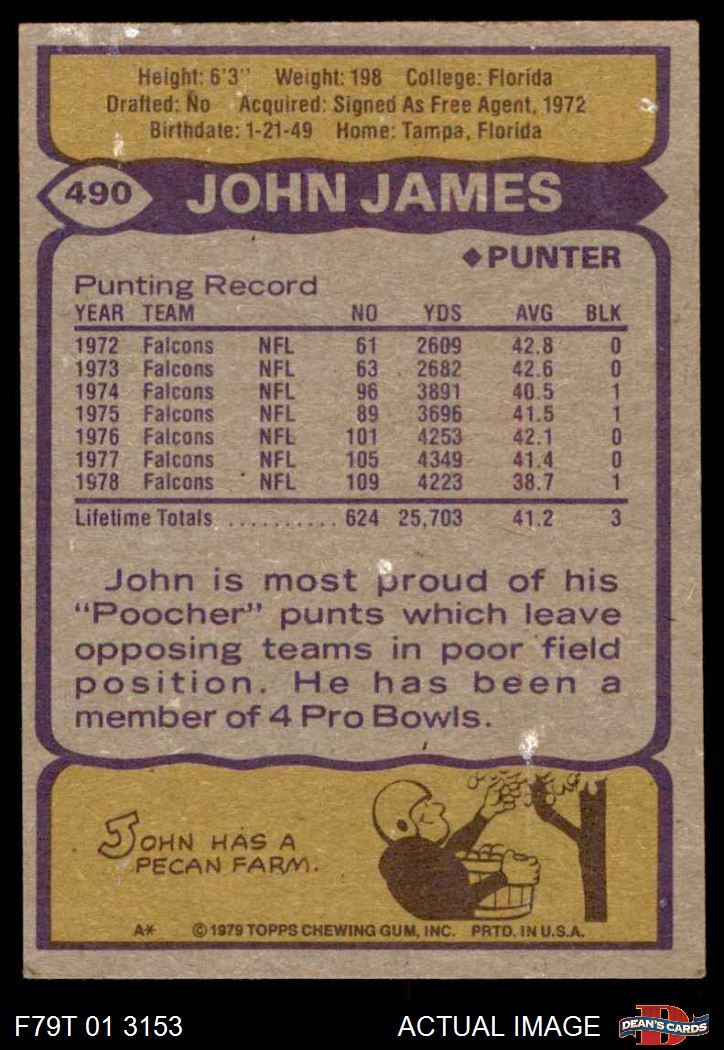 Height: 6'3" Weight: 198 College: Florida
Drafted: No Acquired: Signed As Free Agent, 1972
Birthdate: 1-21-49 Home: Tampa, Florida
490 JOHN JAMES
◆PUNTER
Punting Record
YEAR TEAM NO YDS AVG BLK
1972 Falcons NFL 61 2609 42.8 0
1973 Falcons NFL 63 2682 42.6 0
1974 Falcons NFL 96 3891 40.5 1
1975 Falcons NFL 89 3696 41.5 1
1976 Falcons NFL 101 4253 42.1 0
1977 Falcons NFL 105 4349 41.4 0
1978 Falcons NFL 109 4223 38.7 1
Lifetime Totals .......... 624 25,703 41.2 3
John is most proud of his
“Poocher” punts which leave
opposing teams in poor field
position. He has been a
member of 4 Pro Bowls.
JOHN HAS A
PECAN FARM.
A* © 1979 TOPPS CHEWING GUM, INC. PRTD. IN U.S.A.
F79T 01 3153 ACTUAL IMAGE D DEAN'S CARDS